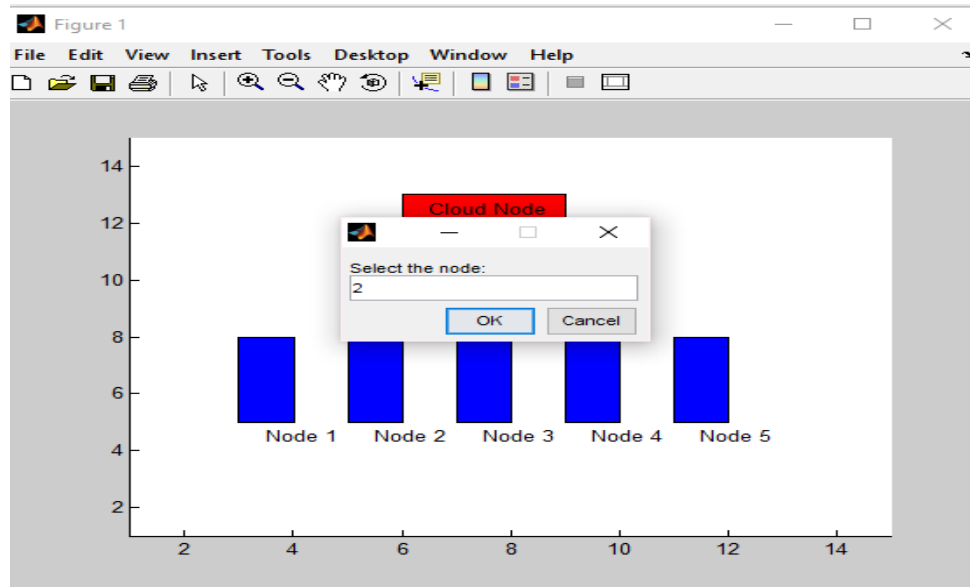 Figure 1
File Edit View Insert Tools Desktop Window Help
14
12
10
8
6
4
2
Cloud Node
Select the node:
2
OK Cancel
Node 1 Node 2 Node 3 Node 4 Node 5
2 4 6 8 10 12 14